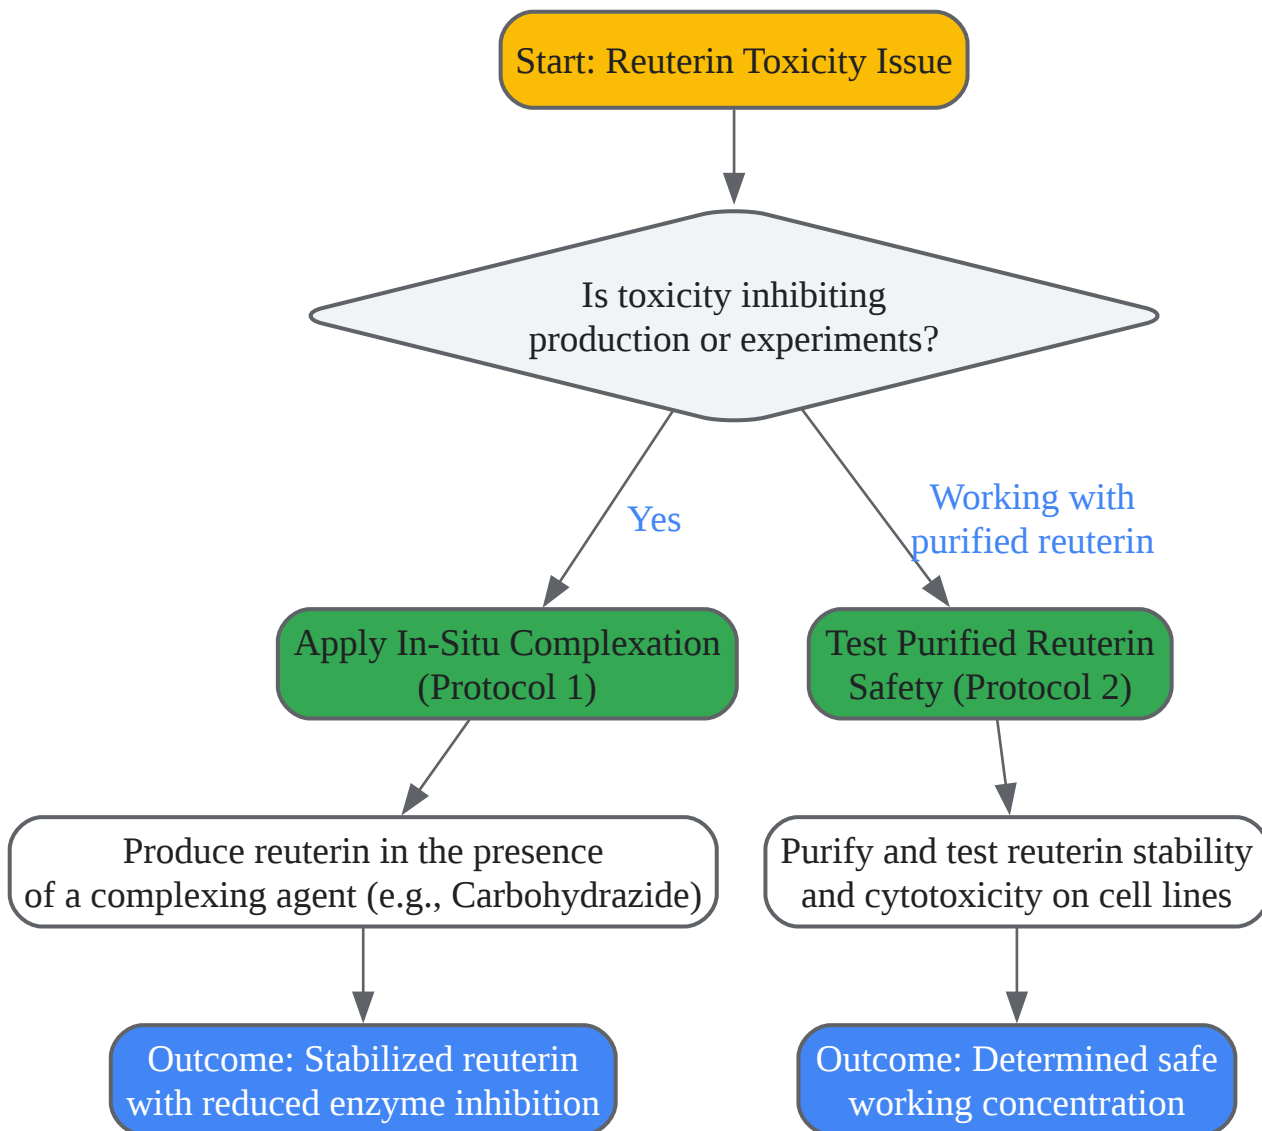 Start: Reuterin Toxicity Issue
Is toxicity inhibiting
production or experiments?
Yes
Working with
purified reuterin
Apply In-Situ Complexation
(Protocol 1)
Test Purified Reuterin
Safety (Protocol 2)
Produce reuterin in the presence
of a complexing agent (e.g., Carbohydrazide)
Purify and test reuterin stability
and cytotoxicity on cell lines
Outcome: Stabilized reuterin
with reduced enzyme inhibition
Outcome: Determined safe
working concentration